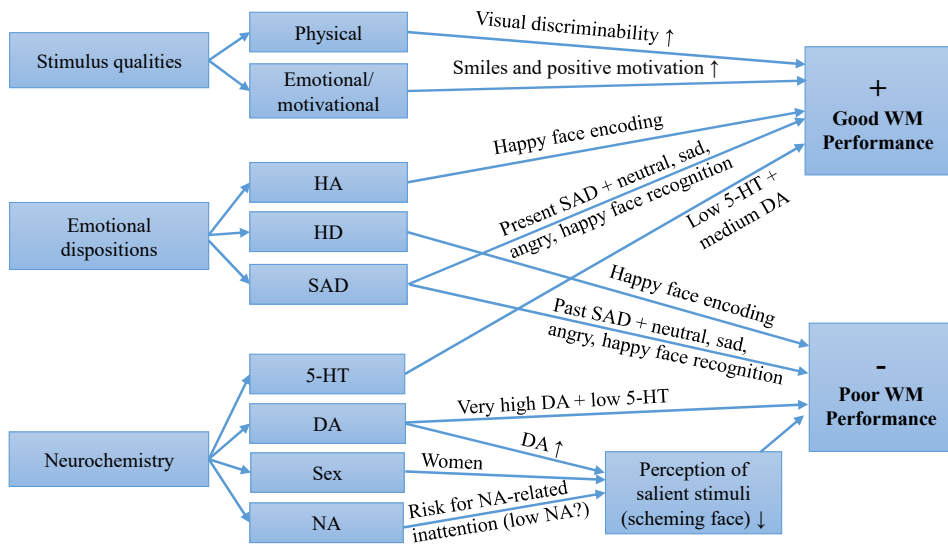 Stimulus qualities
Physical
Emotional/
motivational
Visual discriminability ↑
Smiles and positive motivation ↑
+
Good WM
Performance
Emotional
dispositions
HA
HD
SAD
Happy face encoding
Present SAD + neutral, sad,
angry, happy face recognition
Low 5-HT +
medium DA
Happy face encoding
Past SAD + neutral, sad,
angry, happy face recognition
-
Poor WM
Performance
Neurochemistry
5-HT
DA
Sex
NA
Very high DA + low 5-HT
DA ↑
Women
Risk for NA-related
inattention (low NA?)
Perception of
salient stimuli
(scheming face) ↓